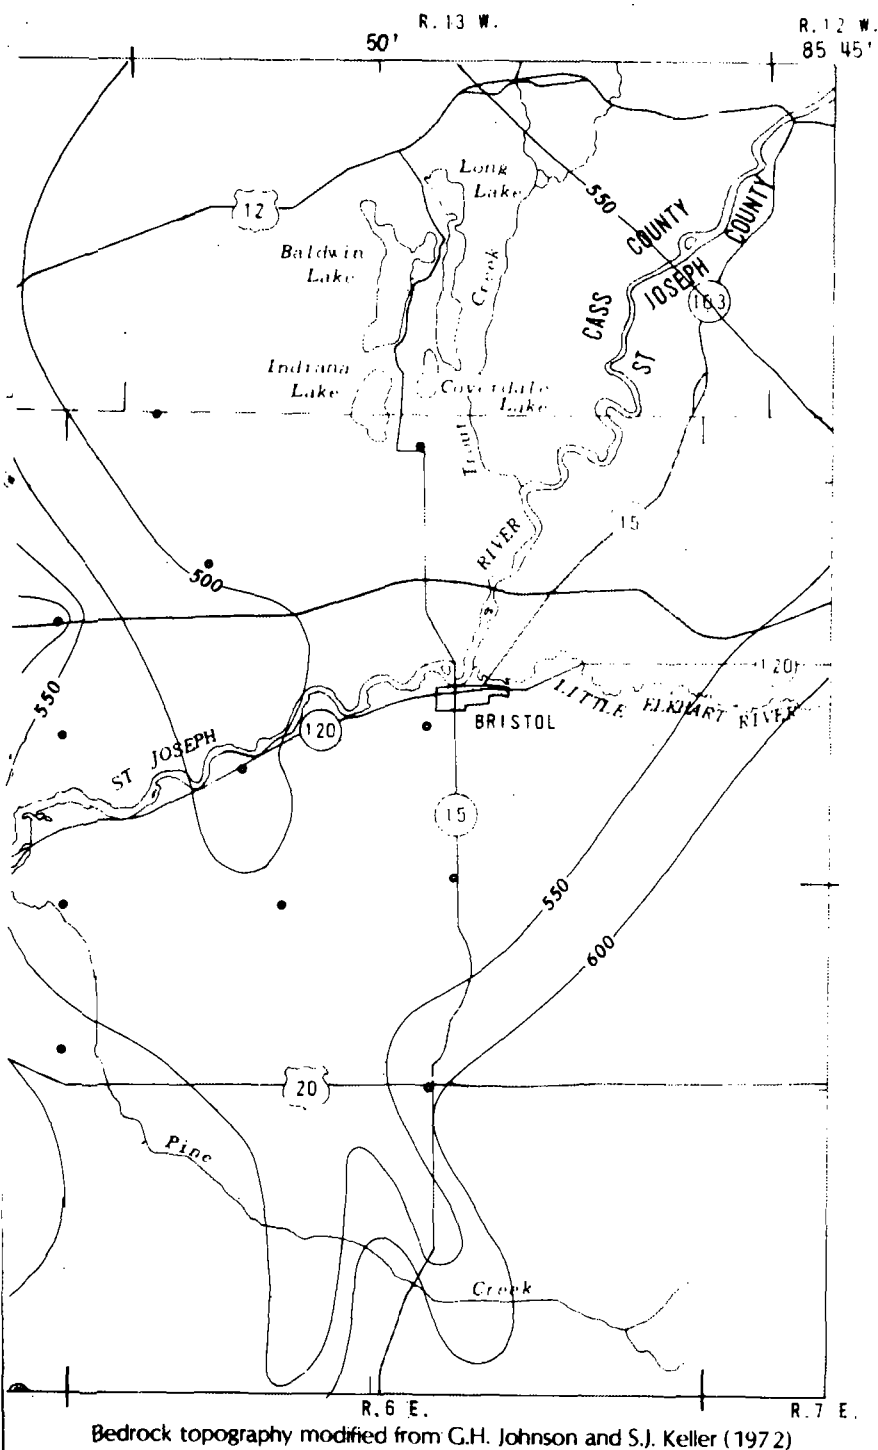 R. 13 W.
R. 12 W.
50'
85 45'
Long
Lake
550
12
COUNTY
COUNTY
Baldwin
Lake
Creek
JOSEPH
CASS
163
ST
Indiana
Lake
Coverdale
Lake
Trout
15
RIVER
500
550
120
LITTLE ELKHART RIVER
BRISTOL
120
ST JOSEPH
15
550
600
20
Pine
Creek
R. 6 E.
R. 7 E.
Bedrock topography modified from G.H. Johnson and S.J. Keller (1972)